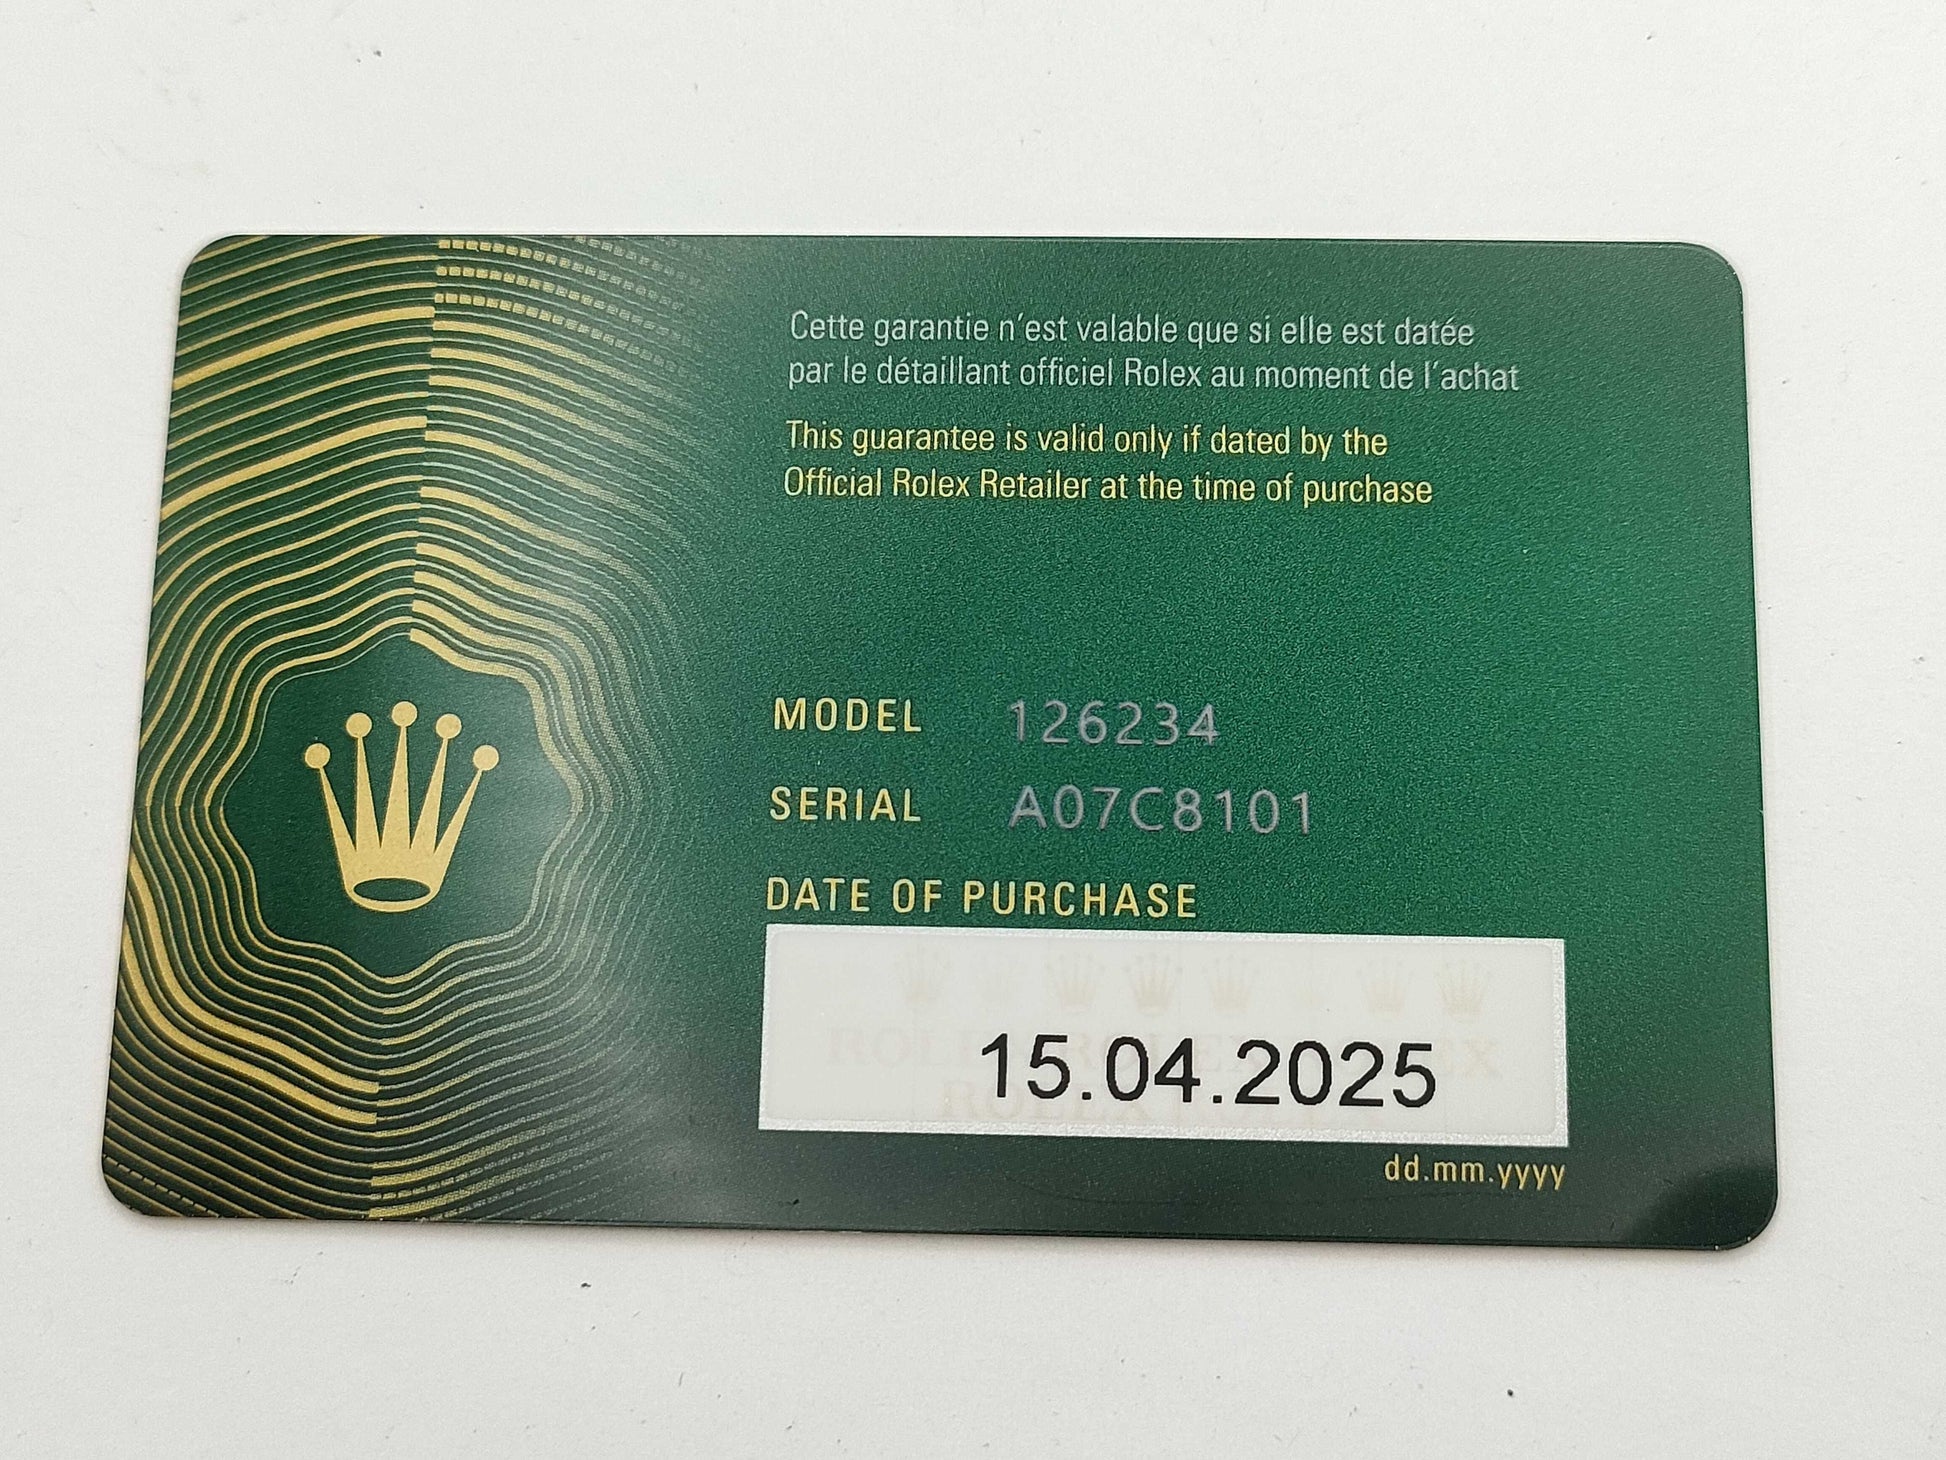 Cette garantie n'est valable que si elle est datée
par le détaillant officiel Rolex au moment de l'achat
This guarantee is valid only if dated by the
Official Rolex Retailer at the time of purchase
MODEL 126234
SERIAL A07C8101
DATE OF PURCHASE
15.04.2025
dd.mm.yyyy